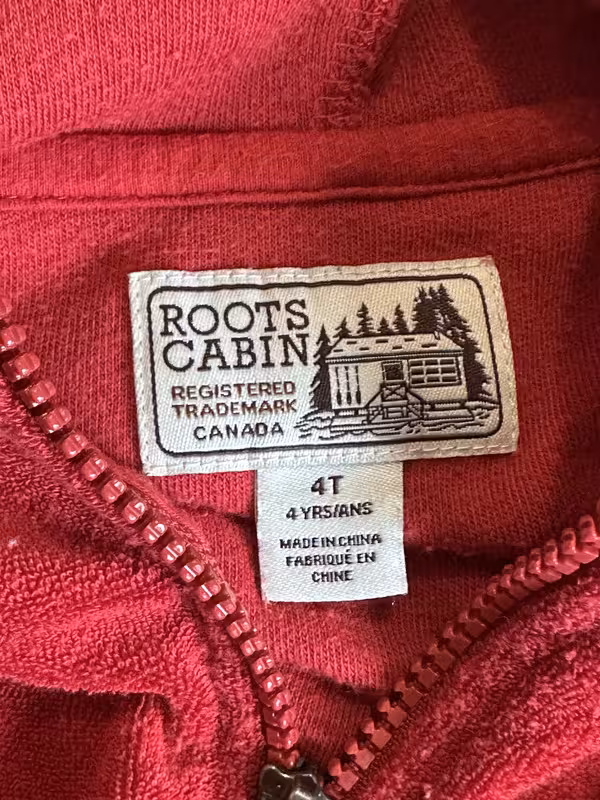 ROOTS
CABIN
REGISTERED
TRADEMARK
CANADA
4T
4 YRS/ANS
MADE IN CHINA
FABRIQUÉ EN
CHINE